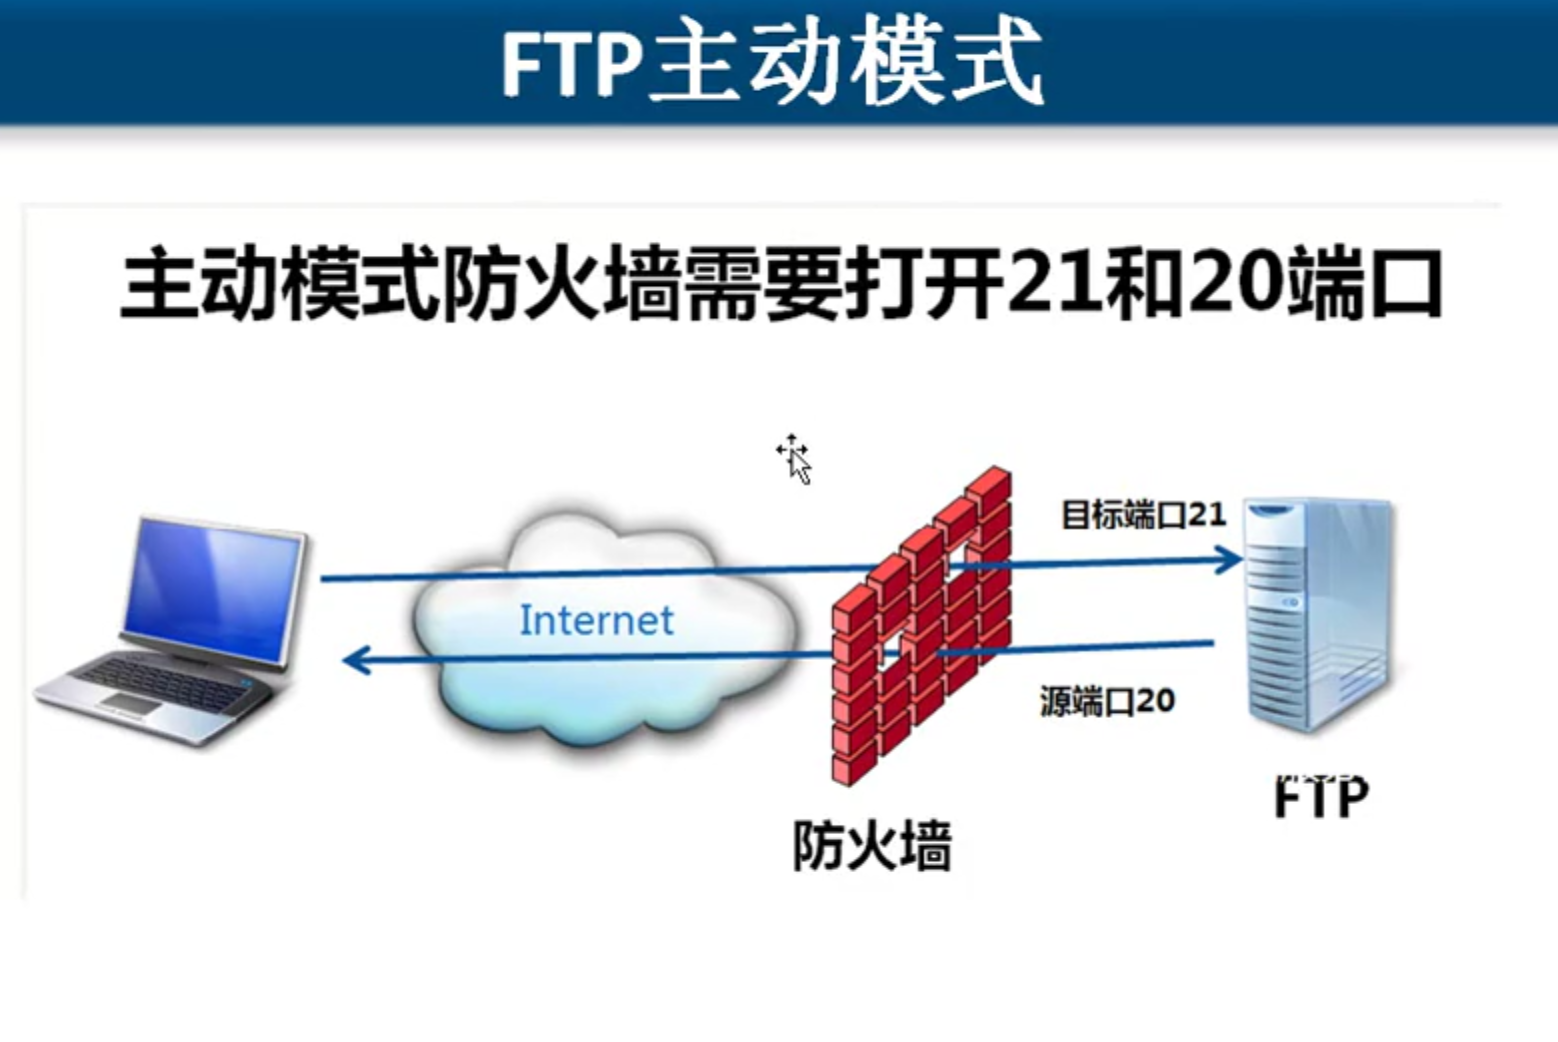 FTP主动模式
主动模式防火墙需要打开21和20端口
目标端口21
Internet
源端口20
FTP
防火墙